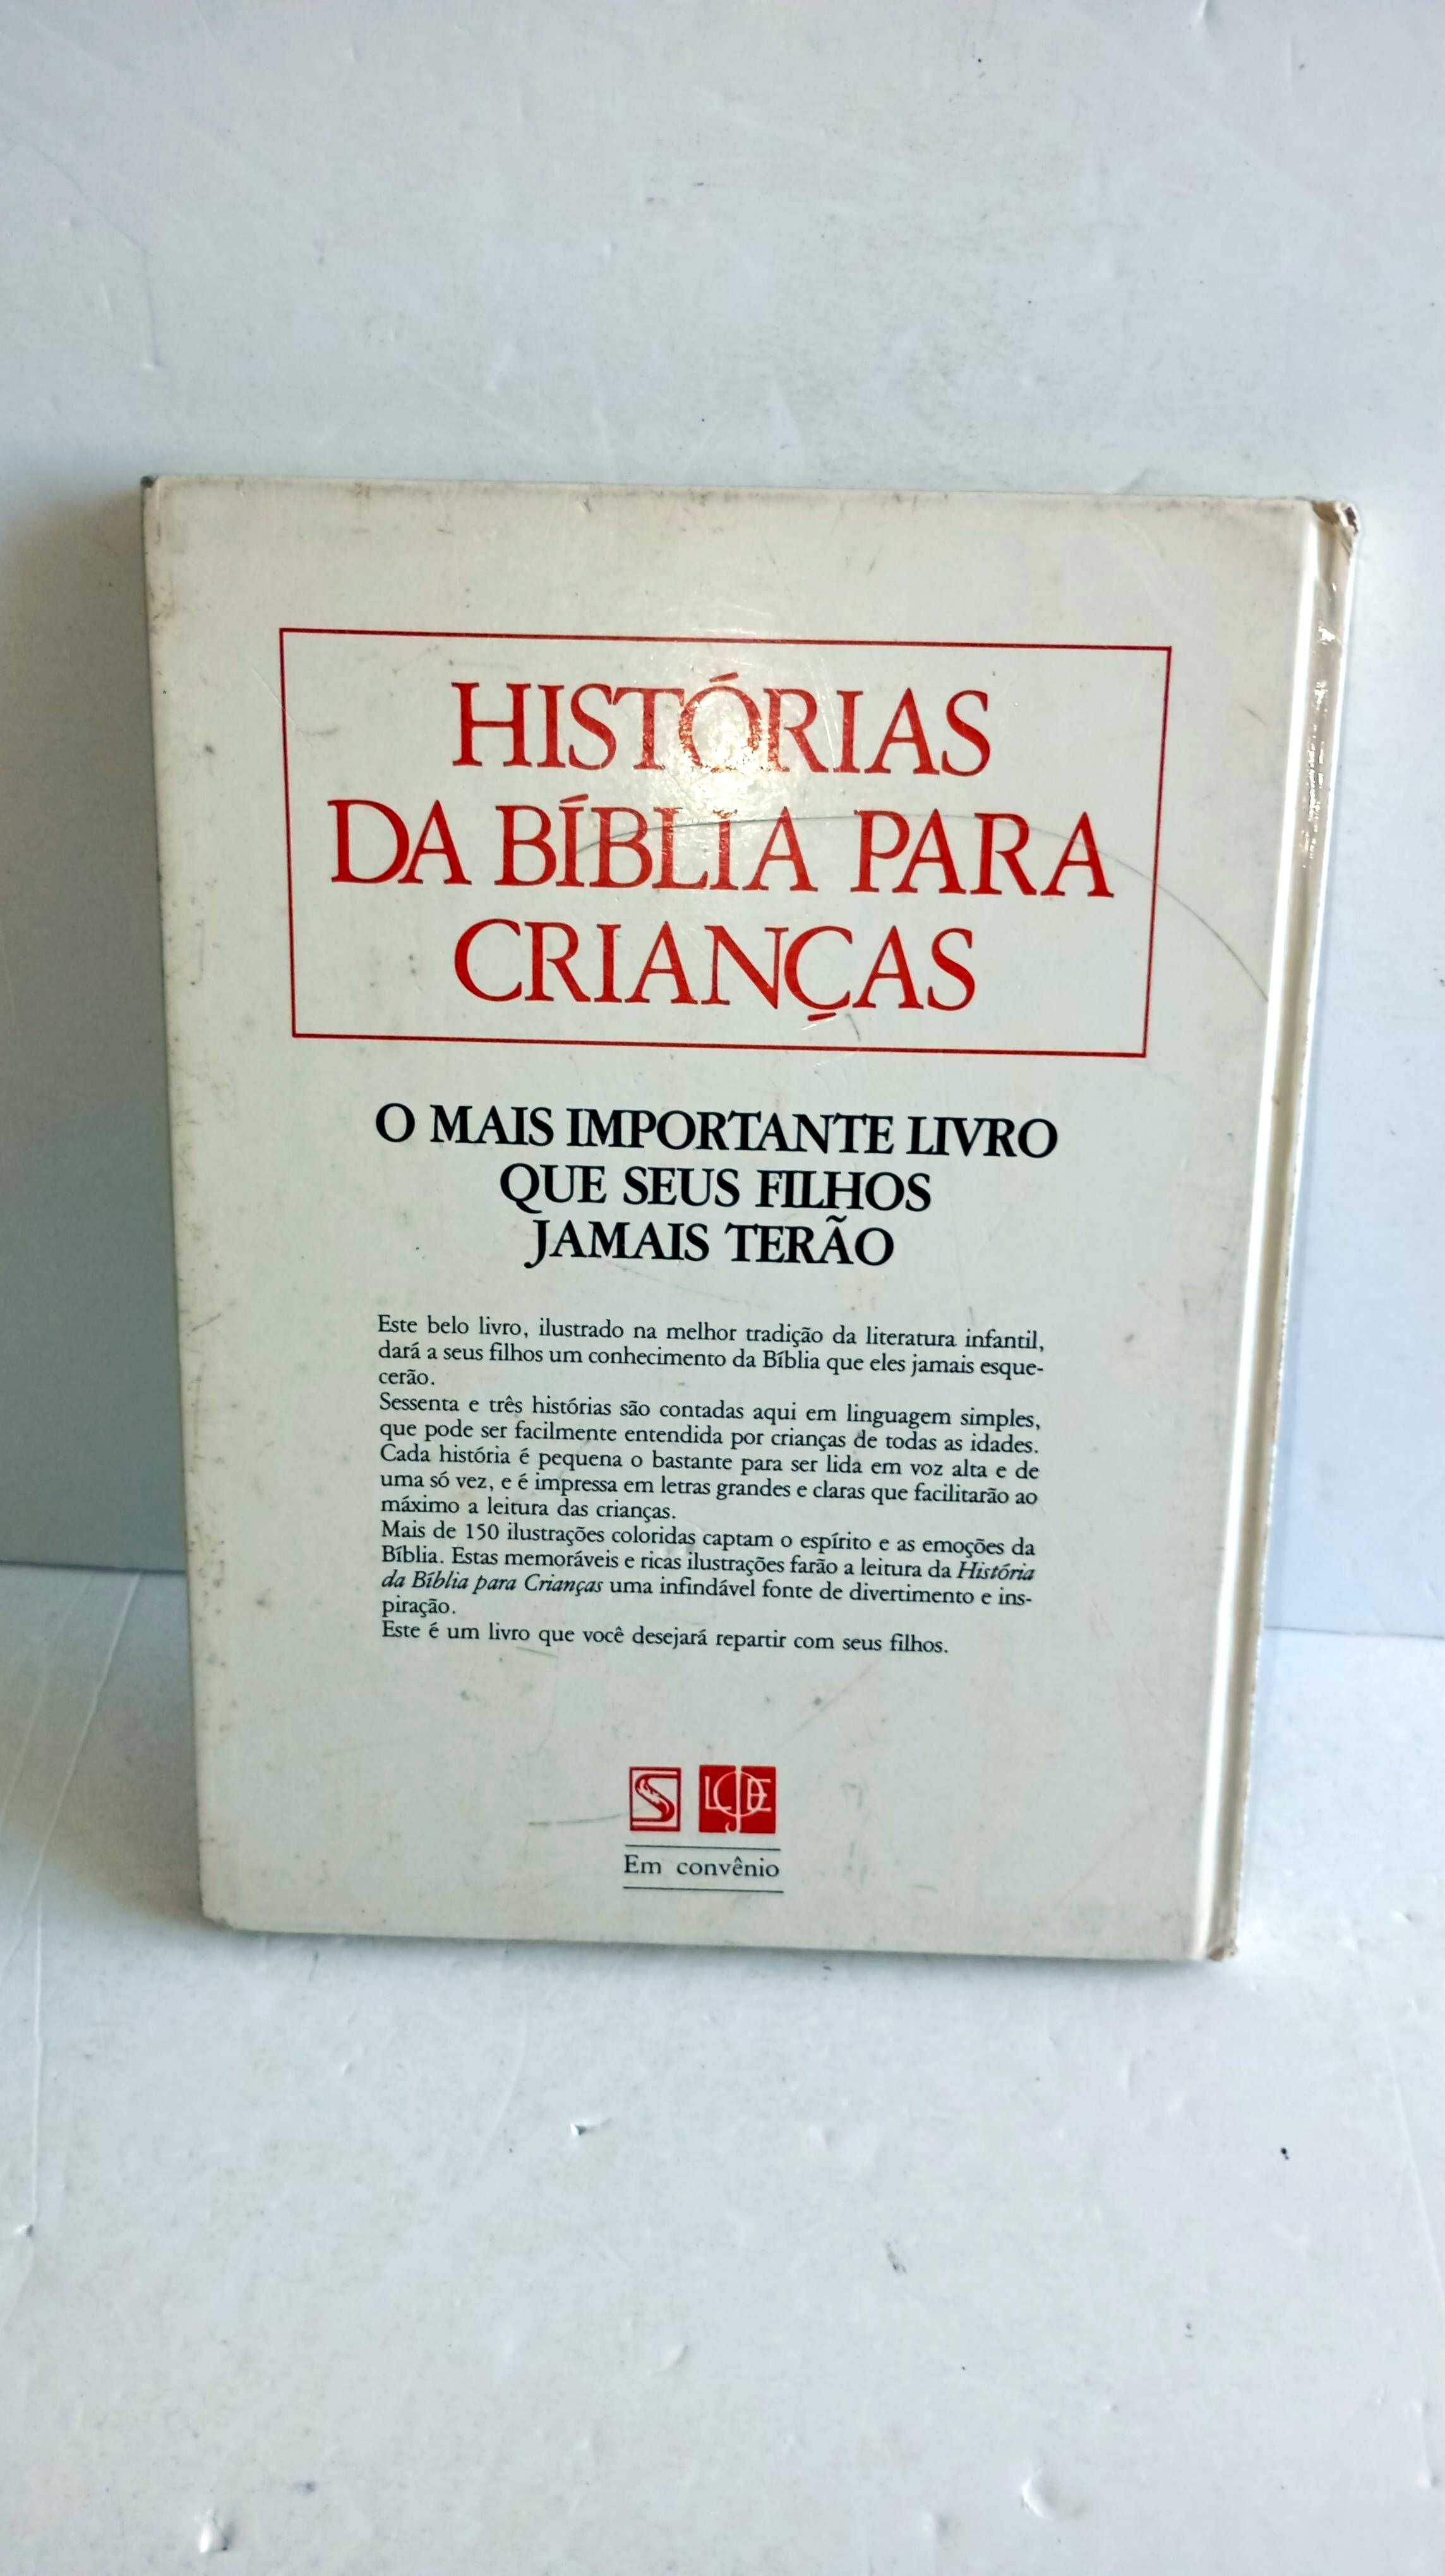 HISTÓRIAS
DA BÍBLIA PARA
CRIANÇAS
O MAIS IMPORTANTE LIVRO
QUE SEUS FILHOS
JAMAIS TERÃO
Este belo livro, ilustrado na melhor tradição da literatura infantil,
dará a seus filhos um conhecimento da Bíblia que eles jamais esque-
cerão.
Sessenta e três histórias são contadas aqui em linguagem simples,
que pode ser facilmente entendida por crianças de todas as idades.
Cada história é pequena o bastante para ser lida em voz alta e de
uma só vez, e é impressa em letras grandes e claras que facilitarão ao
máximo a leitura das crianças.
Mais de 150 ilustrações coloridas captam o espírito e as emoções da
Bíblia. Estas memoráveis e ricas ilustrações farão a leitura da História
da Bíblia para Crianças uma infindável fonte de divertimento e ins-
piração.
Este é um livro que você desejará repartir com seus filhos.
Em convênio